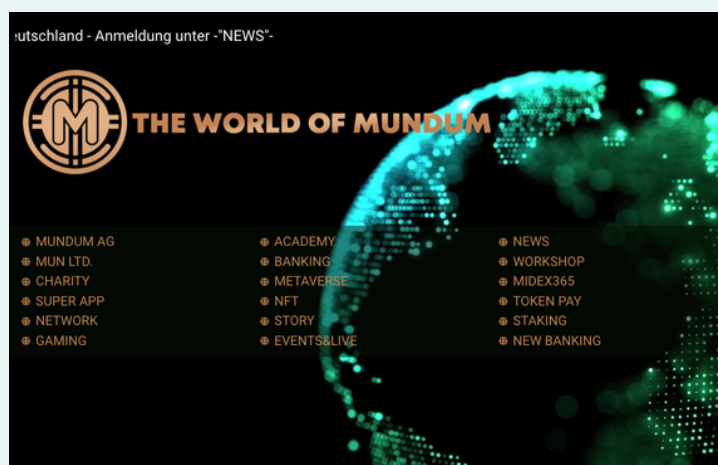 eutschland - Anmeldung unter -"NEWS"-
THE WORLD OF MUNDUM
MUNDUM AG
MUN LTD.
CHARITY
SUPER APP
NETWORK
GAMING
ACADEMY
BANKING
METAVERSE
NFT
STORY
EVENTS&LIVE
NEWS
WORKSHOP
MIDEX365
TOKEN PAY
STAKING
NEW BANKING